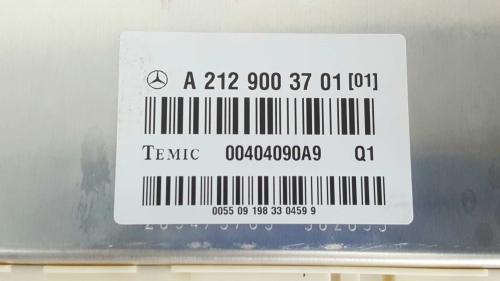 A 212 900 37 01 [01]
TEMIC 00404090A9 Q1
0055 09 198 33 0459 9